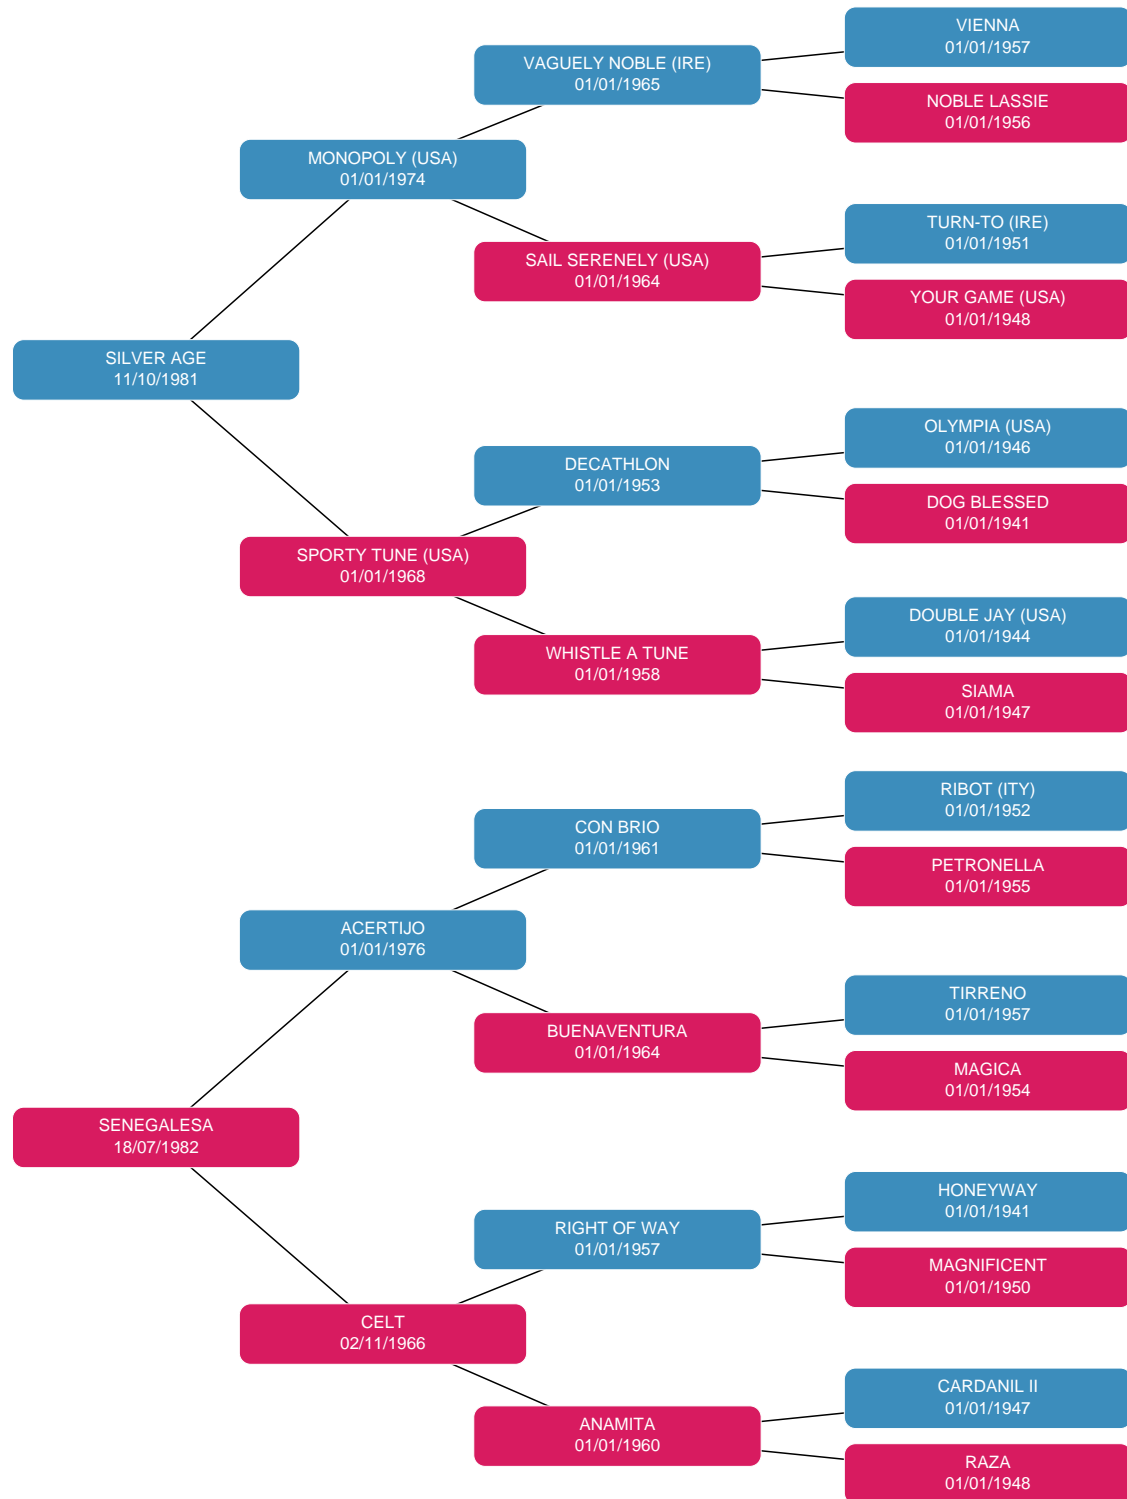 VIENNA
01/01/1957
VAGUELY NOBLE (IRE)
01/01/1965
NOBLE LASSIE
01/01/1956
MONOPOLY (USA)
01/01/1974
TURN-TO (IRE)
01/01/1951
SAIL SERENELY (USA)
01/01/1964
YOUR GAME (USA)
01/01/1948
SILVER AGE
11/10/1981
OLYMPIA (USA)
01/01/1946
DECATHLON
01/01/1953
DOG BLESSED
01/01/1941
SPORTY TUNE (USA)
01/01/1968
DOUBLE JAY (USA)
01/01/1944
WHISTLE A TUNE
01/01/1958
SIAMA
01/01/1947
RIBOT (ITY)
01/01/1952
CON BRIO
01/01/1961
PETRONELLA
01/01/1955
ACERTIJO
01/01/1976
TIRRENO
01/01/1957
BUENAVENTURA
01/01/1964
MAGICA
01/01/1954
SENEGALESA
18/07/1982
HONEYWAY
01/01/1941
RIGHT OF WAY
01/01/1957
MAGNIFICENT
01/01/1950
CELT
02/11/1966
CARDANIL II
01/01/1947
ANAMITA
01/01/1960
RAZA
01/01/1948